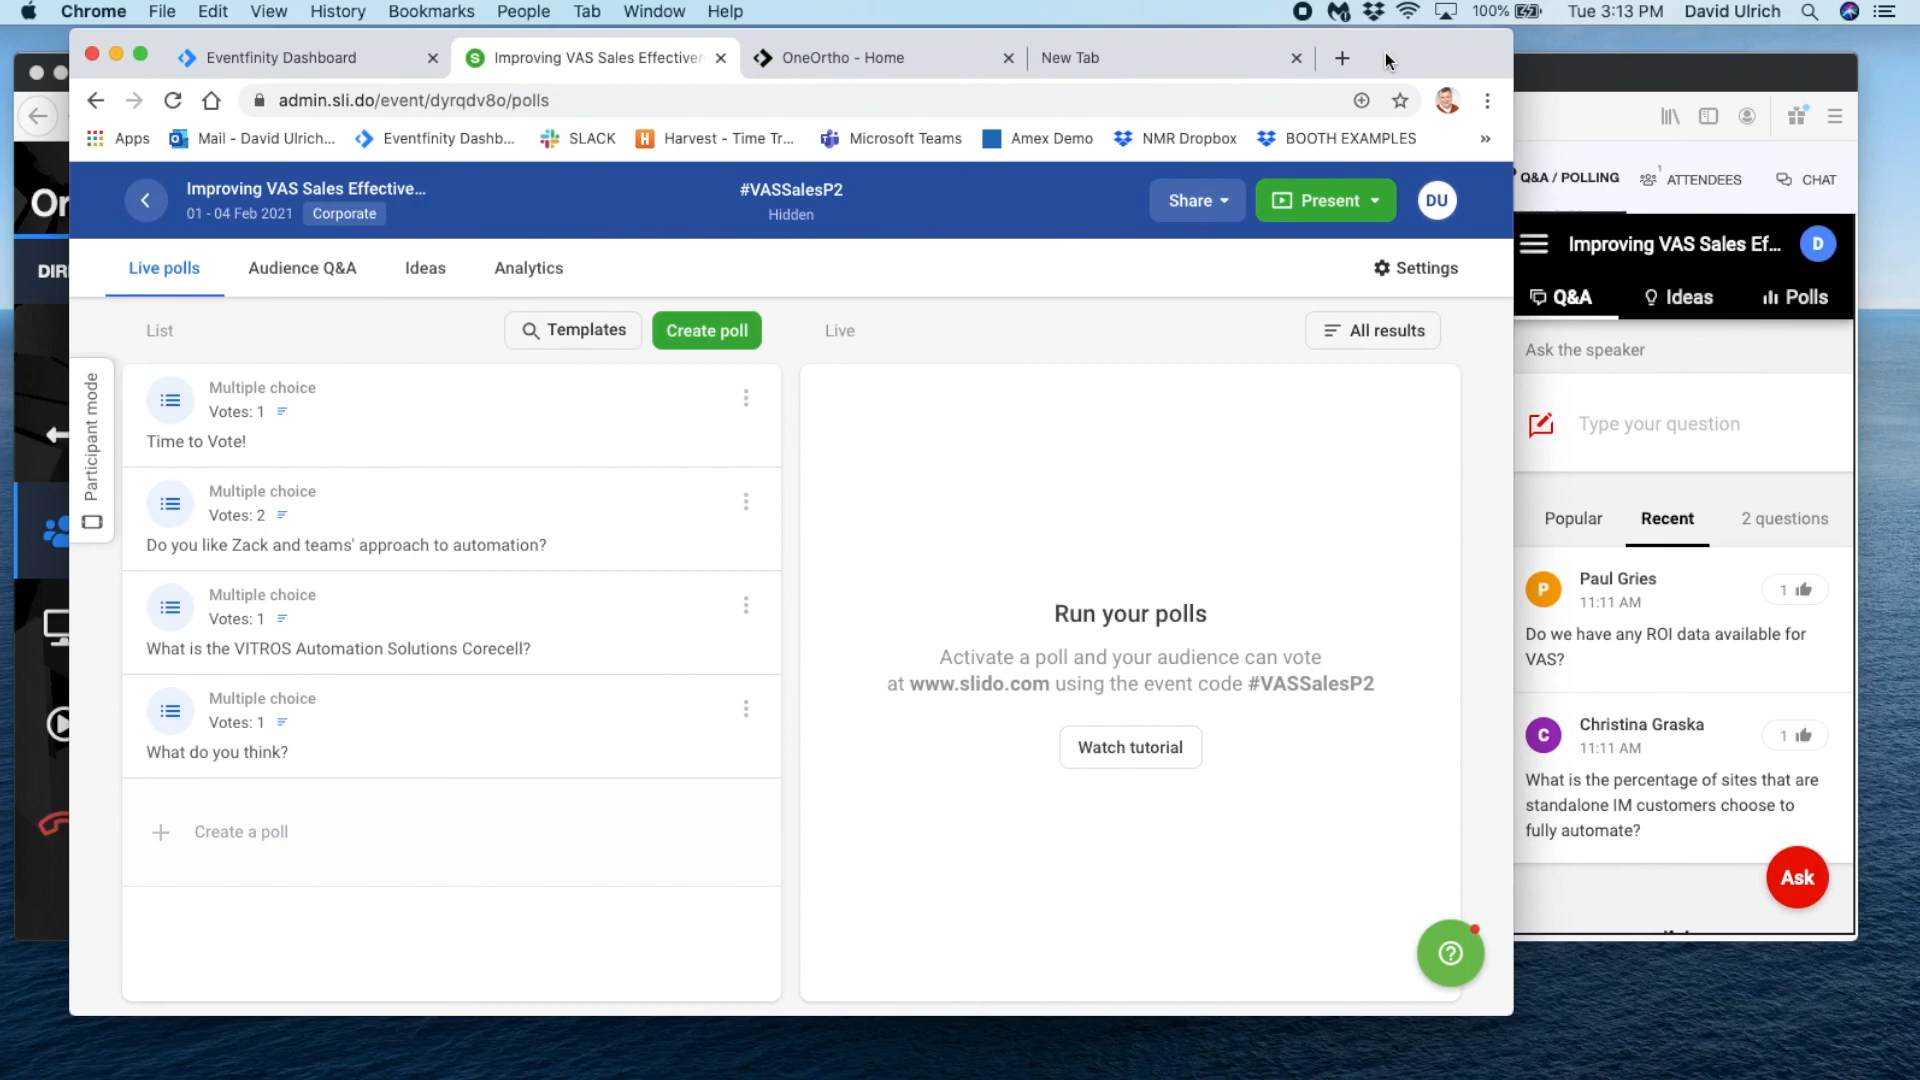 Chrome File Edit View History Bookmarks People Tab Window Help
100% Tue 3:13 PM David Ulrich
Eventfinity Dashboard
Improving VAS Sales Effectiven
OneOrtho - Home
New Tab
admin.sli.do/event/dyrqdv8o/polls
Apps
Mail - David Ulrich...
Eventfinity Dashb...
SLACK
Harvest - Time Tr...
Microsoft Teams
Amex Demo
NMR Dropbox
BOOTH EXAMPLES
»
Improving VAS Sales Effective...
01 - 04 Feb 2021 Corporate
#VASSalesP2
Hidden
Share
Present
DU
Live polls
Audience Q&A
Ideas
Analytics
Settings
List
Templates
Create poll
Live
All results
Participant mode
Multiple choice
Votes: 1
Time to Vote!
Multiple choice
Votes: 2
Do you like Zack and teams' approach to automation?
Multiple choice
Votes: 1
What is the VITROS Automation Solutions Corecell?
Multiple choice
Votes: 1
What do you think?
Create a poll
Run your polls
Activate a poll and your audience can vote
at www.slido.com using the event code #VASSalesP2
Watch tutorial
Or
DIR
Q&A / POLLING
1
ATTENDEES
CHAT
Improving VAS Sales Ef...
D
Q&A
Ideas
Polls
Ask the speaker
Type your question
Popular
Recent
2 questions
P
Paul Gries
11:11 AM
1
Do we have any ROI data available for
VAS?
C
Christina Graska
11:11 AM
1
What is the percentage of sites that are
standalone IM customers choose to
fully automate?
Ask